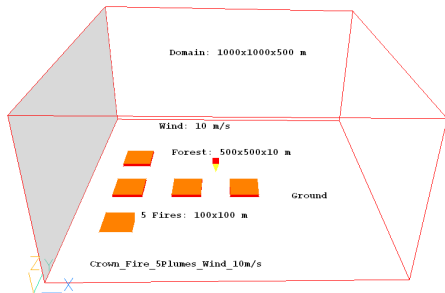 Domain: 1000x1000x500 m
Wind: 10 m/s
Forest: 500x500x10 m
Ground
5 Fires: 100x100 m
Crown_Fire_5Plumes_Wind_10m/s
Z
Y
X